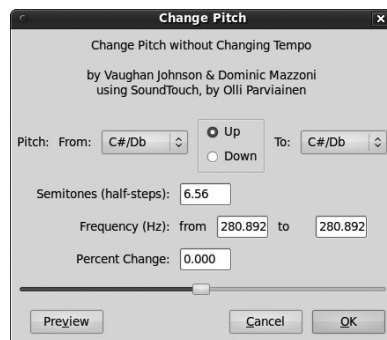 Change Pitch
Change Pitch without Changing Tempo
by Vaughan Johnson & Dominic Mazzoni
using SoundTouch, by Olli Parviainen
Pitch: From: C#/Db Up Down To: C#/Db
Semitones (half-steps): 6.56
Frequency (Hz): from 280.892 to 280.892
Percent Change: 0.000
Preview Cancel OK